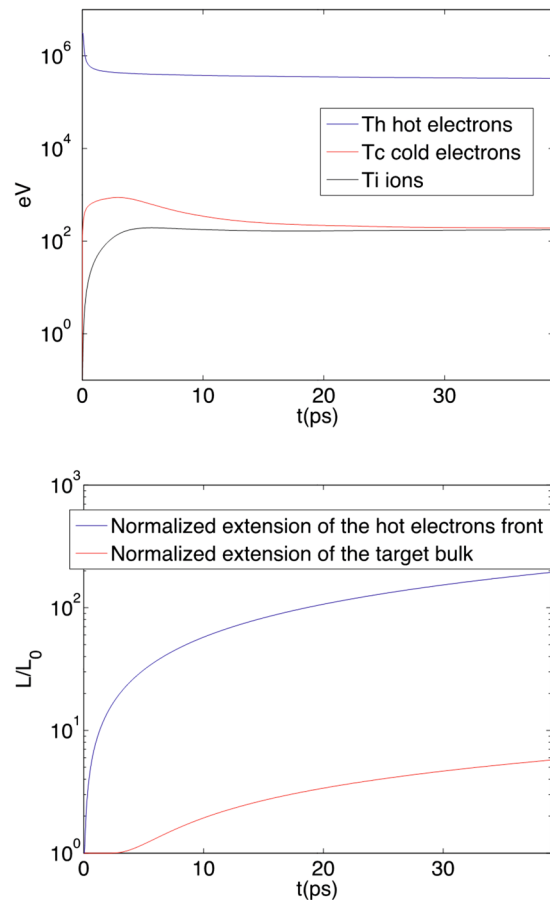 10^6
10^4
10^2
10^0
eV
Th hot electrons
Tc cold electrons
Ti ions
0 10 20 30
t(ps)
10^3
10^2
10^1
10^0
L/L_0
Normalized extension of the hot electrons front
Normalized extension of the target bulk
0 10 20 30
t(ps)